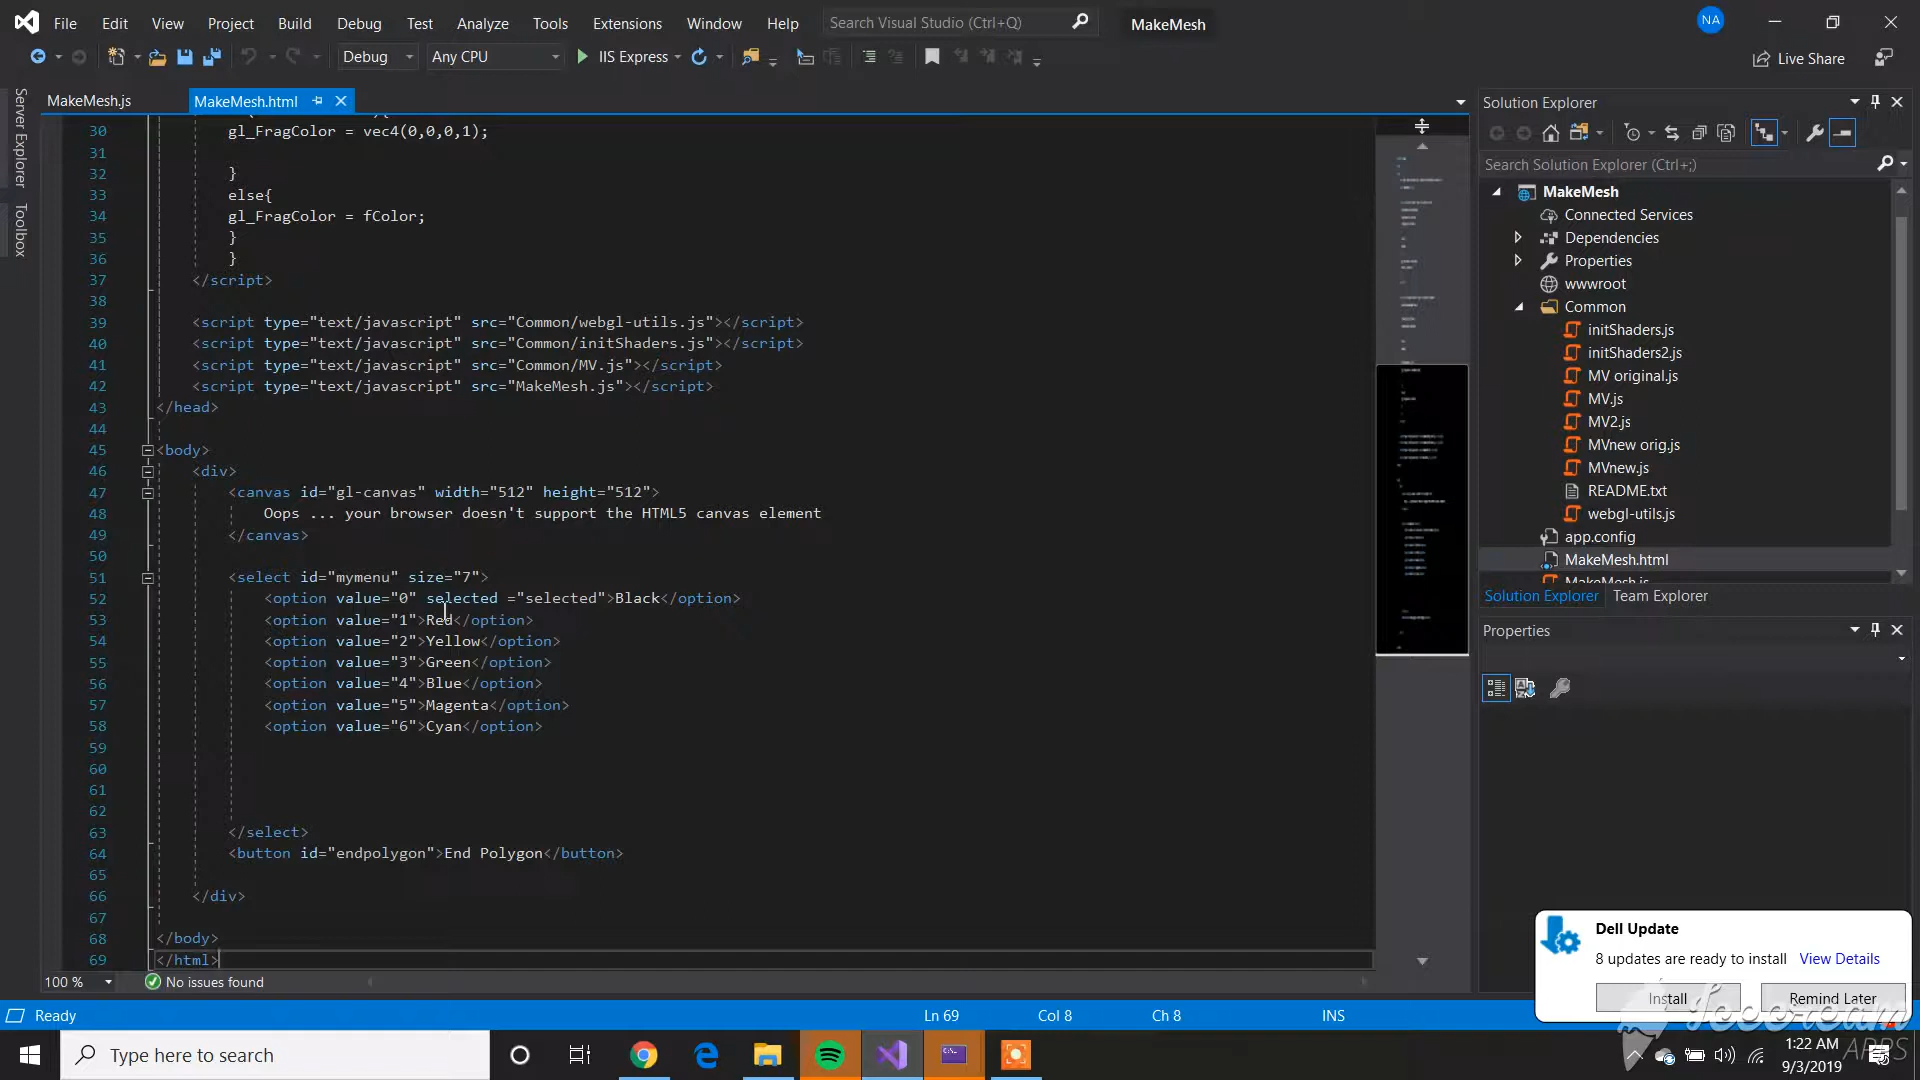 File Edit View Project Build Debug Test Analyze Tools Extensions Window Help Search Visual Studio (Ctrl+Q) MakeMesh NA
Debug Any CPU IIS Express Live Share
Server Explorer
Toolbox
MakeMesh.js MakeMesh.html
30 gl_FragColor = vec4(0,0,0,1);
31
32 }
33 else{
34 gl_FragColor = fColor;
35 }
36 }
37 </script>
38
39 <script type="text/javascript" src="Common/webgl-utils.js"></script>
40 <script type="text/javascript" src="Common/initShaders.js"></script>
41 <script type="text/javascript" src="Common/MV.js"></script>
42 <script type="text/javascript" src="MakeMesh.js"></script>
43 </head>
44
45 <body>
46 <div>
47 <canvas id="gl-canvas" width="512" height="512">
48 Oops ... your browser doesn't support the HTML5 canvas element
49 </canvas>
50
51 <select id="mymenu" size="7">
52 <option value="0" selected ="selected">Black</option>
53 <option value="1">Red</option>
54 <option value="2">Yellow</option>
55 <option value="3">Green</option>
56 <option value="4">Blue</option>
57 <option value="5">Magenta</option>
58 <option value="6">Cyan</option>
59
60
61
62
63 </select>
64 <button id="endpolygon">End Polygon</button>
65
66 </div>
67
68 </body>
69 </html>
100 % No issues found
Solution Explorer
Search Solution Explorer (Ctrl+;)
MakeMesh
Connected Services
Dependencies
Properties
wwwroot
Common
initShaders.js
initShaders2.js
MV original.js
MV.js
MV2.js
MVnew orig.js
MVnew.js
README.txt
webgl-utils.js
app.config
MakeMesh.html
MakeMesh.js
Solution Explorer Team Explorer
Properties
Dell Update
8 updates are ready to install View Details
Install Remind Later
Ready Ln 69 Col 8 Ch 8 INS
Type here to search
1:22 AM
9/3/2019
Icecream
APPS